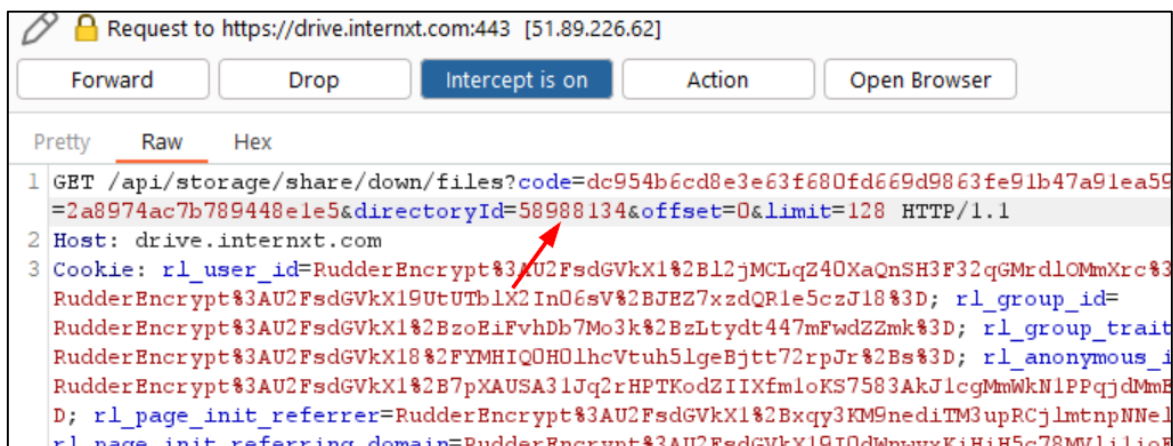 Request to https://drive.internxt.com:443 [51.89.226.62]
Forward Drop Intercept is on Action Open Browser
Pretty Raw Hex
1 GET /api/storage/share/down/files?code=dc954b6cd8e3e63f680fd669d9863fe91b47a91ea59
=2a8974ac7b789448e1e5&directoryId=58988134&offset=0&limit=128 HTTP/1.1
2 Host: drive.internxt.com
3 Cookie: rl_user_id=RudderEncrypt%3AU2FsdGVkX1%2Bl2jMCLqZ4OXaQnSH3F32qGMrdlOMmXrc%3
RudderEncrypt%3AU2FsdGVkX19UtUTblX2InO6sV%2BJEZ7xzdQR1e5czJ18%3D; rl_group_id=
RudderEncrypt%3AU2FsdGVkX1%2BzoEiFvhDb7Mo3k%2BzLtydt447mFwdZZmk%3D; rl_group_trait
RudderEncrypt%3AU2FsdGVkX18%2FYMHIQOHOlhcVtuh5lgeBjtt72rpJr%2Bs%3D; rl_anonymous_i
RudderEncrypt%3AU2FsdGVkX1%2B7pXAUSA31Jq2rHPTKodZIIXfmloKS7583AkJ1cgMmWkN1PPqjdMmE
D; rl_page_init_referrer=RudderEncrypt%3AU2FsdGVkX1%2Bxqy3KM9nediTM3upRCjlmtnpNNel